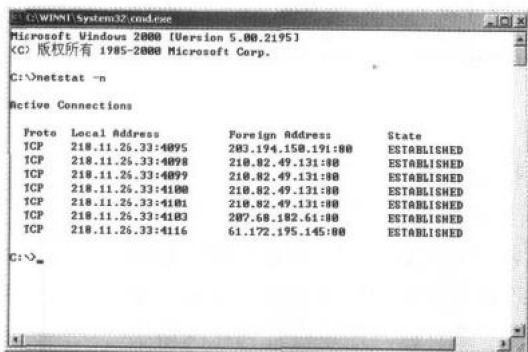 C:\WINNT\System32\cmd.exe
Microsoft Windows 2000 [Version 5.00.2195]
<C> 版权所有 1985-2000 Microsoft Corp.
C:\>netstat -n
Active Connections
Proto Local Address Foreign Address State
TCP 218.11.26.33:4095 203.194.150.191:80 ESTABLISHED
TCP 218.11.26.33:4098 210.82.49.131:80 ESTABLISHED
TCP 218.11.26.33:4099 210.82.49.131:80 ESTABLISHED
TCP 218.11.26.33:4100 210.82.49.131:80 ESTABLISHED
TCP 218.11.26.33:4101 210.82.49.131:80 ESTABLISHED
TCP 218.11.26.33:4103 207.68.182.61:80 ESTABLISHED
TCP 218.11.26.33:4116 61.172.195.145:80 ESTABLISHED
C:\>_